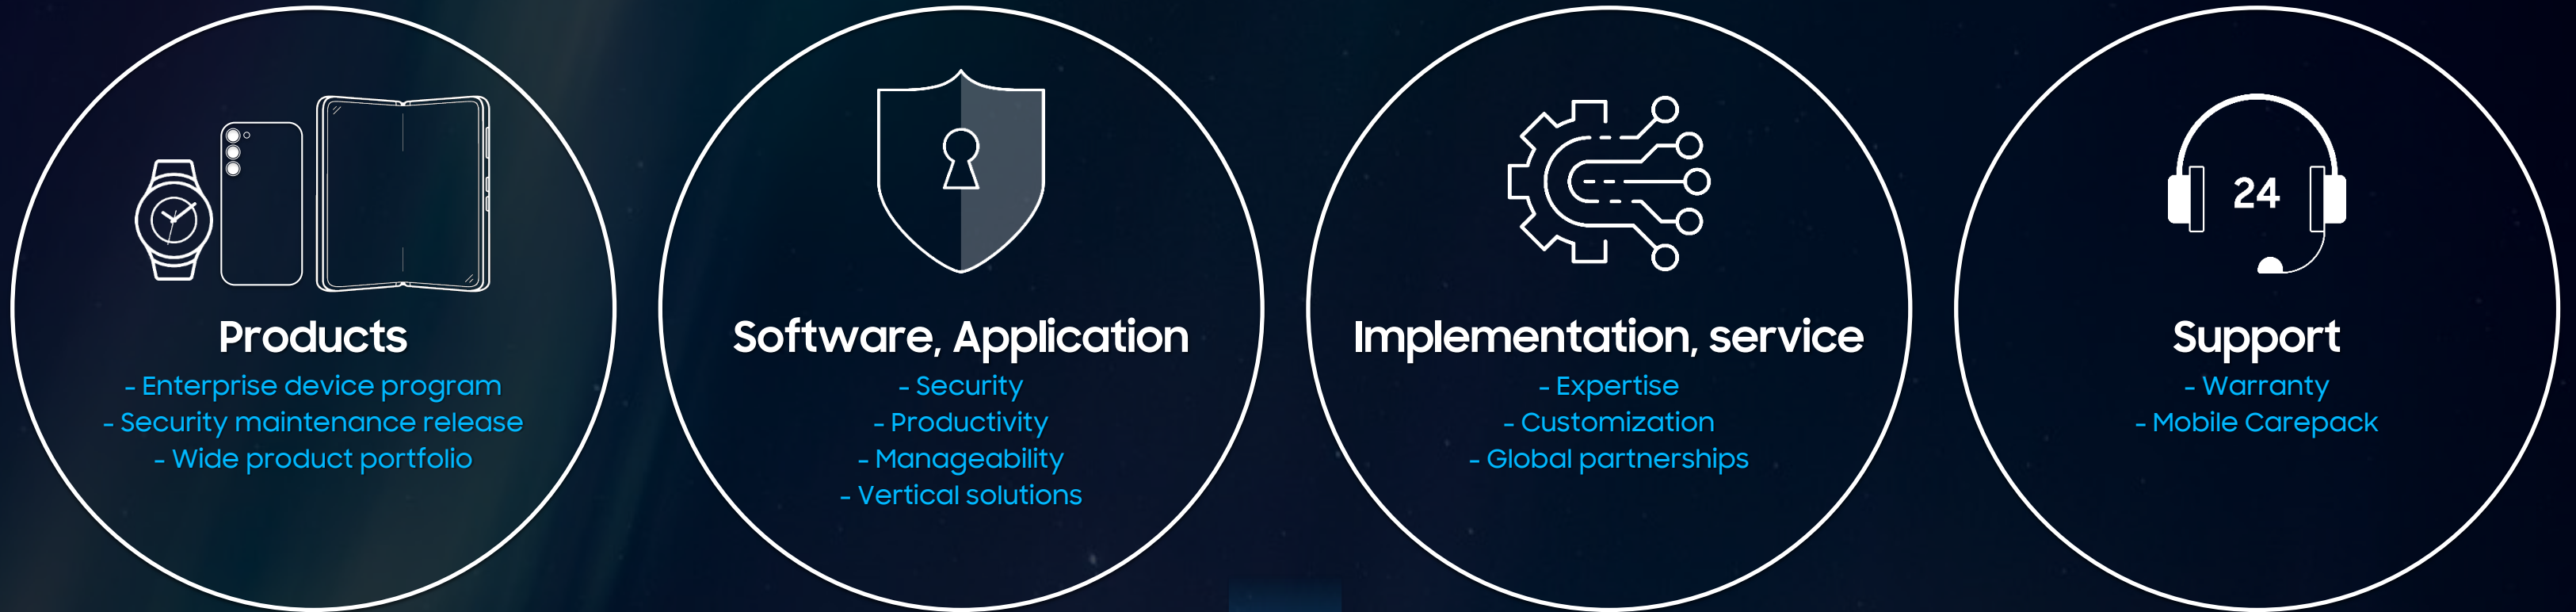 Products
- Enterprise device program
- Security maintenance release
- Wide product portfolio
Software, Application
- Security
- Productivity
- Manageability
- Vertical solutions
Implementation, service
- Expertise
- Customization
- Global partnerships
24
Support
- Warranty
- Mobile Carepack